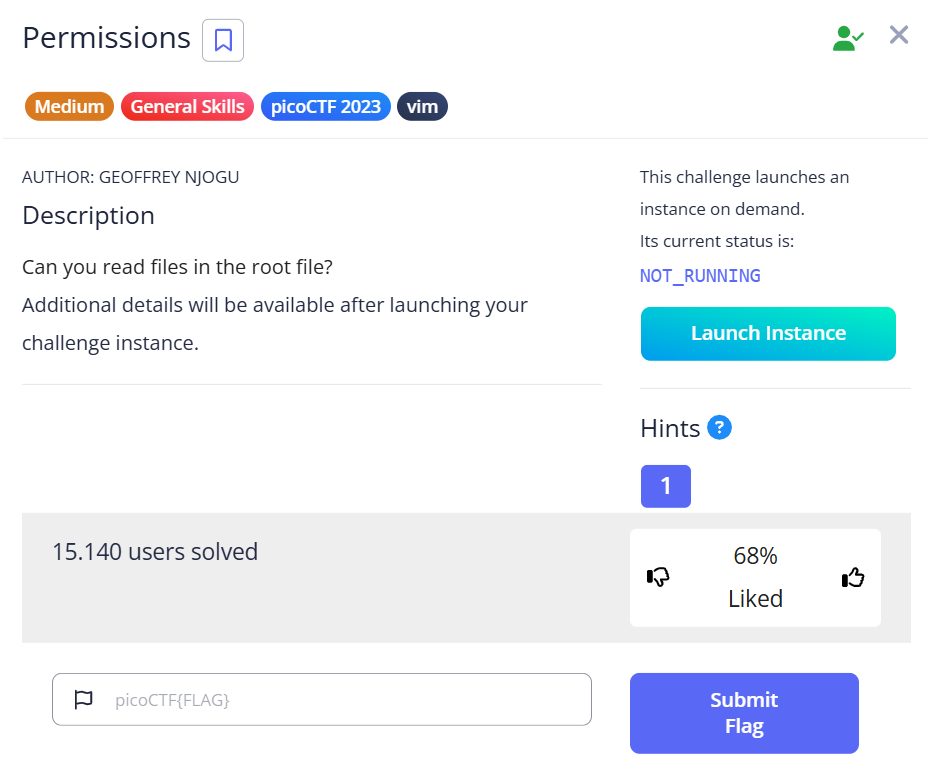 Permissions
Medium General Skills picoCTF 2023 vim
AUTHOR: GEOFFREY NJOGU
Description
Can you read files in the root file?
Additional details will be available after launching your
challenge instance.
This challenge launches an
instance on demand.
Its current status is:
NOT_RUNNING
Launch Instance
Hints ?
1
15.140 users solved
68%
Liked
picoCTF{FLAG}
Submit
Flag